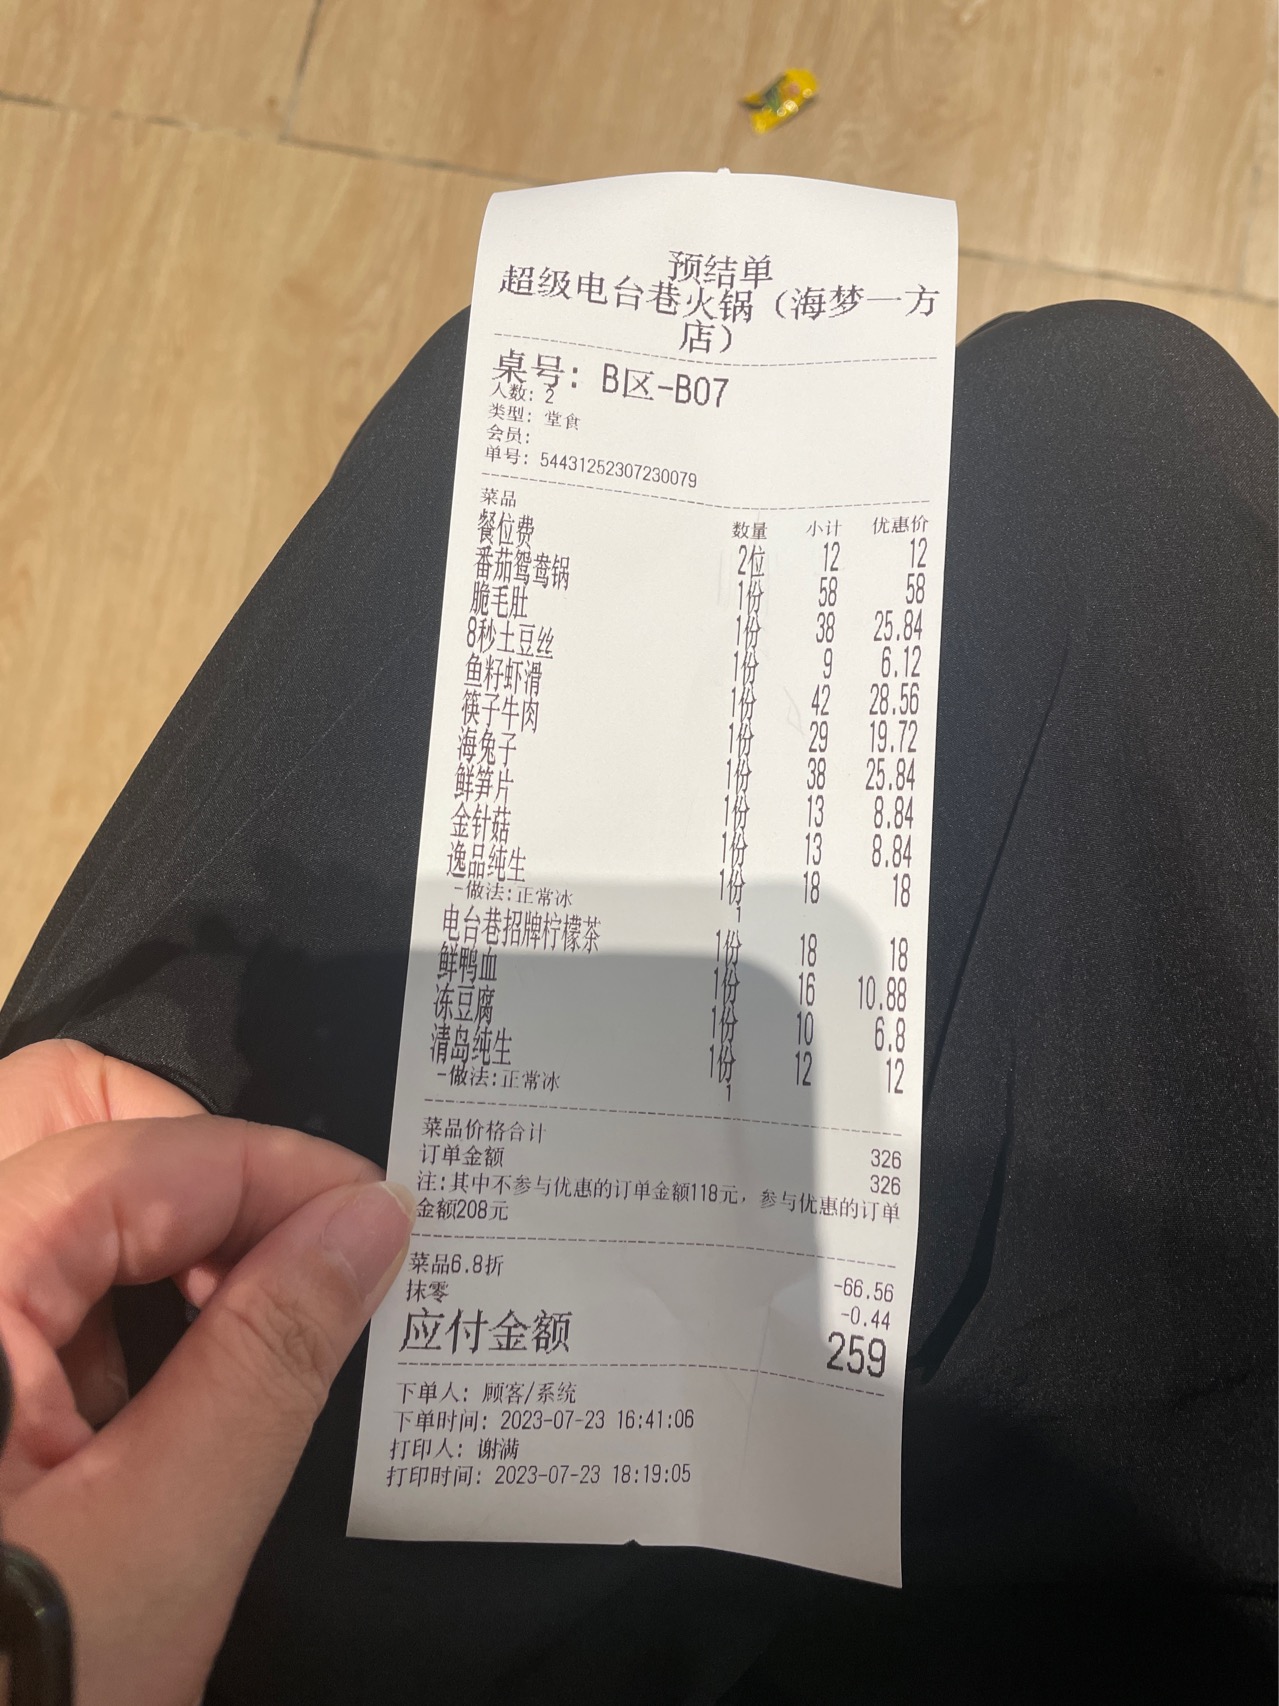 预结单
超级电台巷火锅（海梦一方
店）
桌号：B区-B07
人数：2
类型：堂食
会员：
单号：54431252307230079
菜品 数量 小计 优惠价
餐位费 2位 12 12
番茄鸳鸯锅 1份 58 58
脆毛肚 1份 38 25.84
8秒土豆丝 1份 9 6.12
鱼籽虾滑 1份 42 28.56
筷子牛肉 1份 29 19.72
海兔子 1份 38 25.84
鲜笋片 1份 13 8.84
金针菇 1份 13 8.84
逸品纯生 1份 18 18
-做法:正常冰 1
电台巷招牌柠檬茶 1份 18 18
鲜鸭血 1份 16 10.88
冻豆腐 1份 10 6.8
清岛纯生 1份 12 12
-做法:正常冰 1
菜品价格合计 326
订单金额 326
注:其中不参与优惠的订单金额118元，参与优惠的订单
金额208元
菜品6.8折 -66.56
抹零 -0.44
应付金额 259
下单人：顾客/系统
下单时间：2023-07-23 16:41:06
打印人：谢满
打印时间：2023-07-23 18:19:05